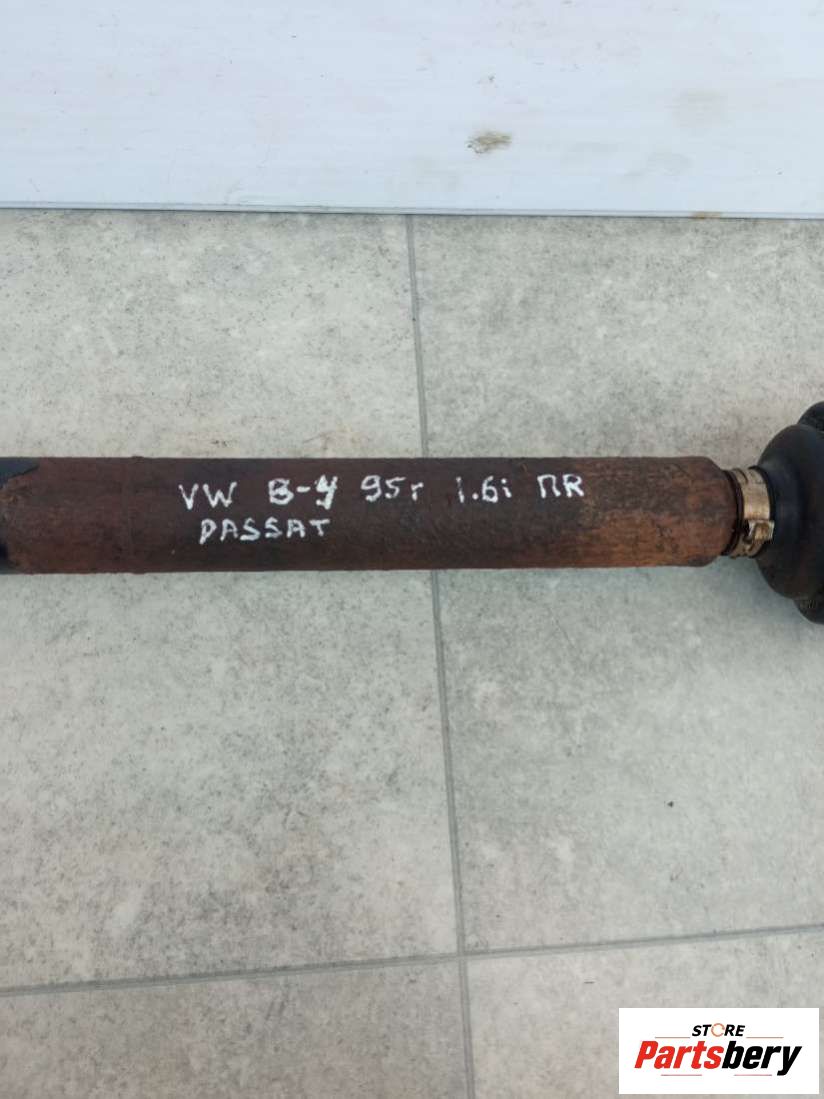 VW B-4 95г 1.6i ПR
PASSAT
STORE
Partsbery